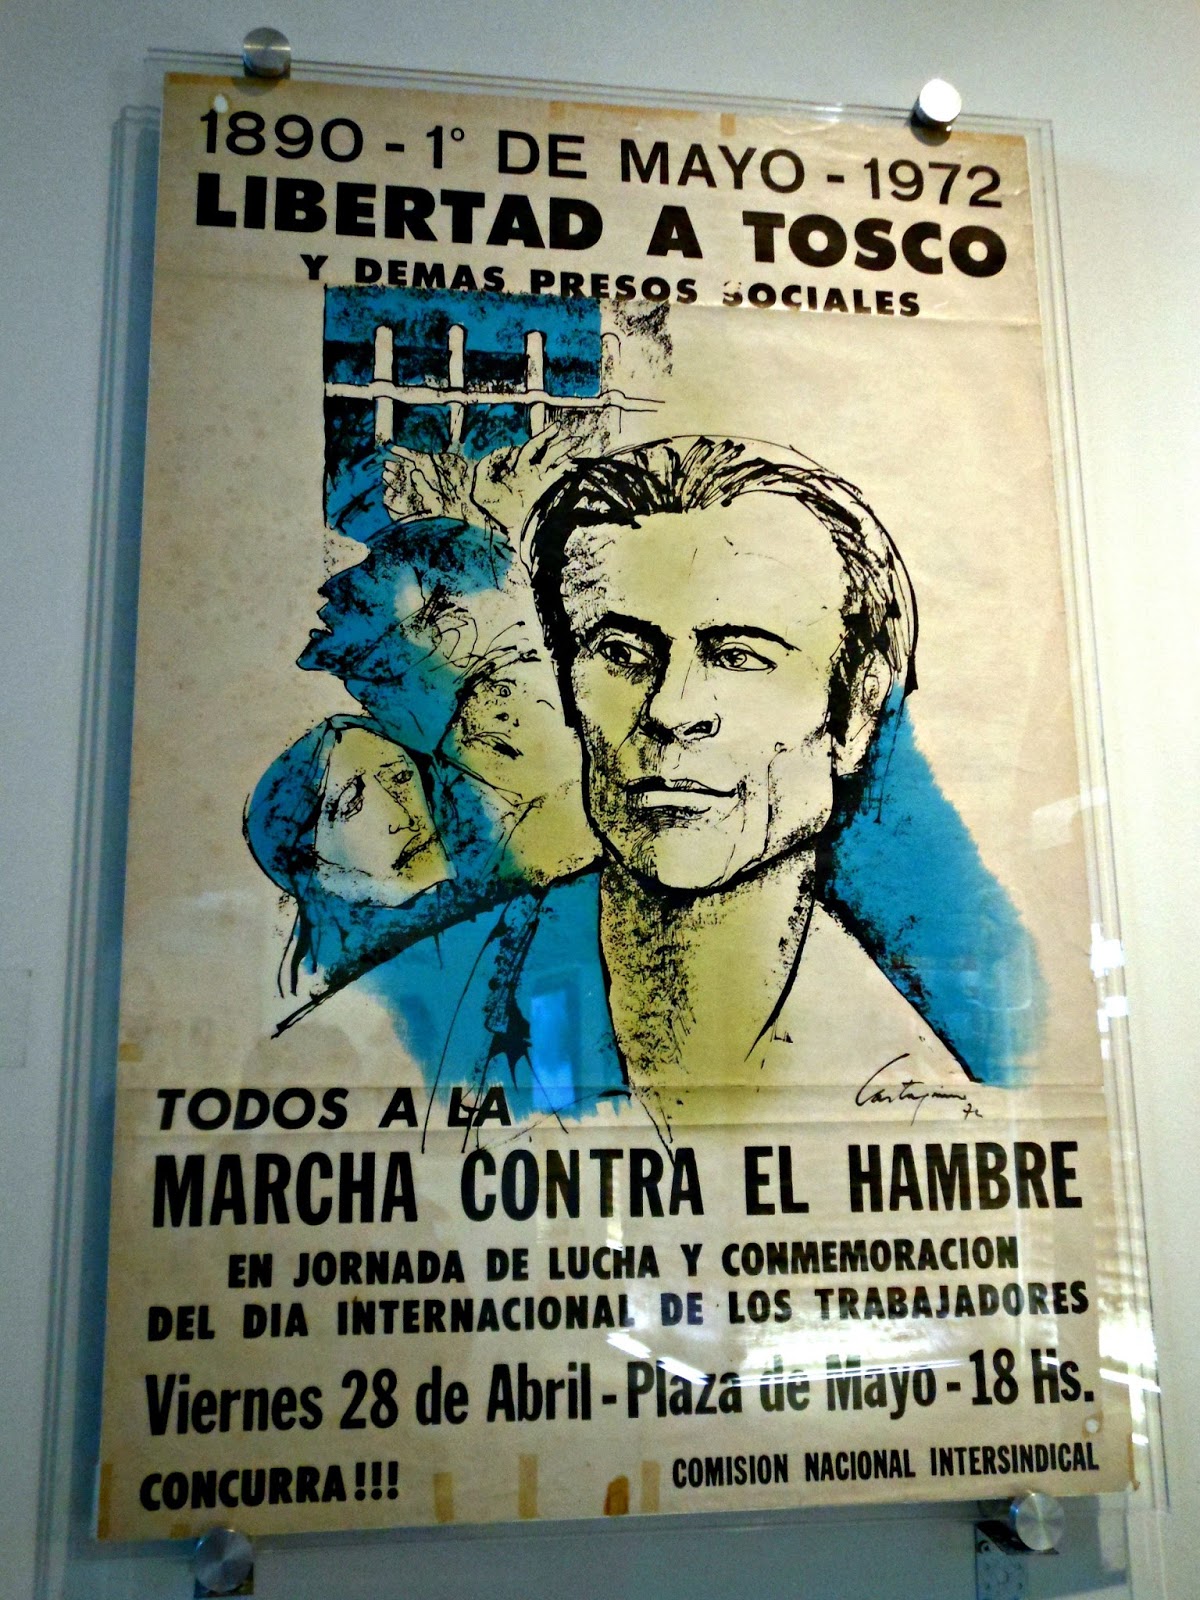 1890 - 1° DE MAYO - 1972
LIBERTAD A TOSCO
Y DEMAS PRESOS SOCIALES
Castagnino
72
TODOS A LA
MARCHA CONTRA EL HAMBRE
EN JORNADA DE LUCHA Y CONMEMORACION
DEL DIA INTERNACIONAL DE LOS TRABAJADORES
Viernes 28 de Abril - Plaza de Mayo - 18 Hs.
CONCURRA!!!
COMISION NACIONAL INTERSINDICAL